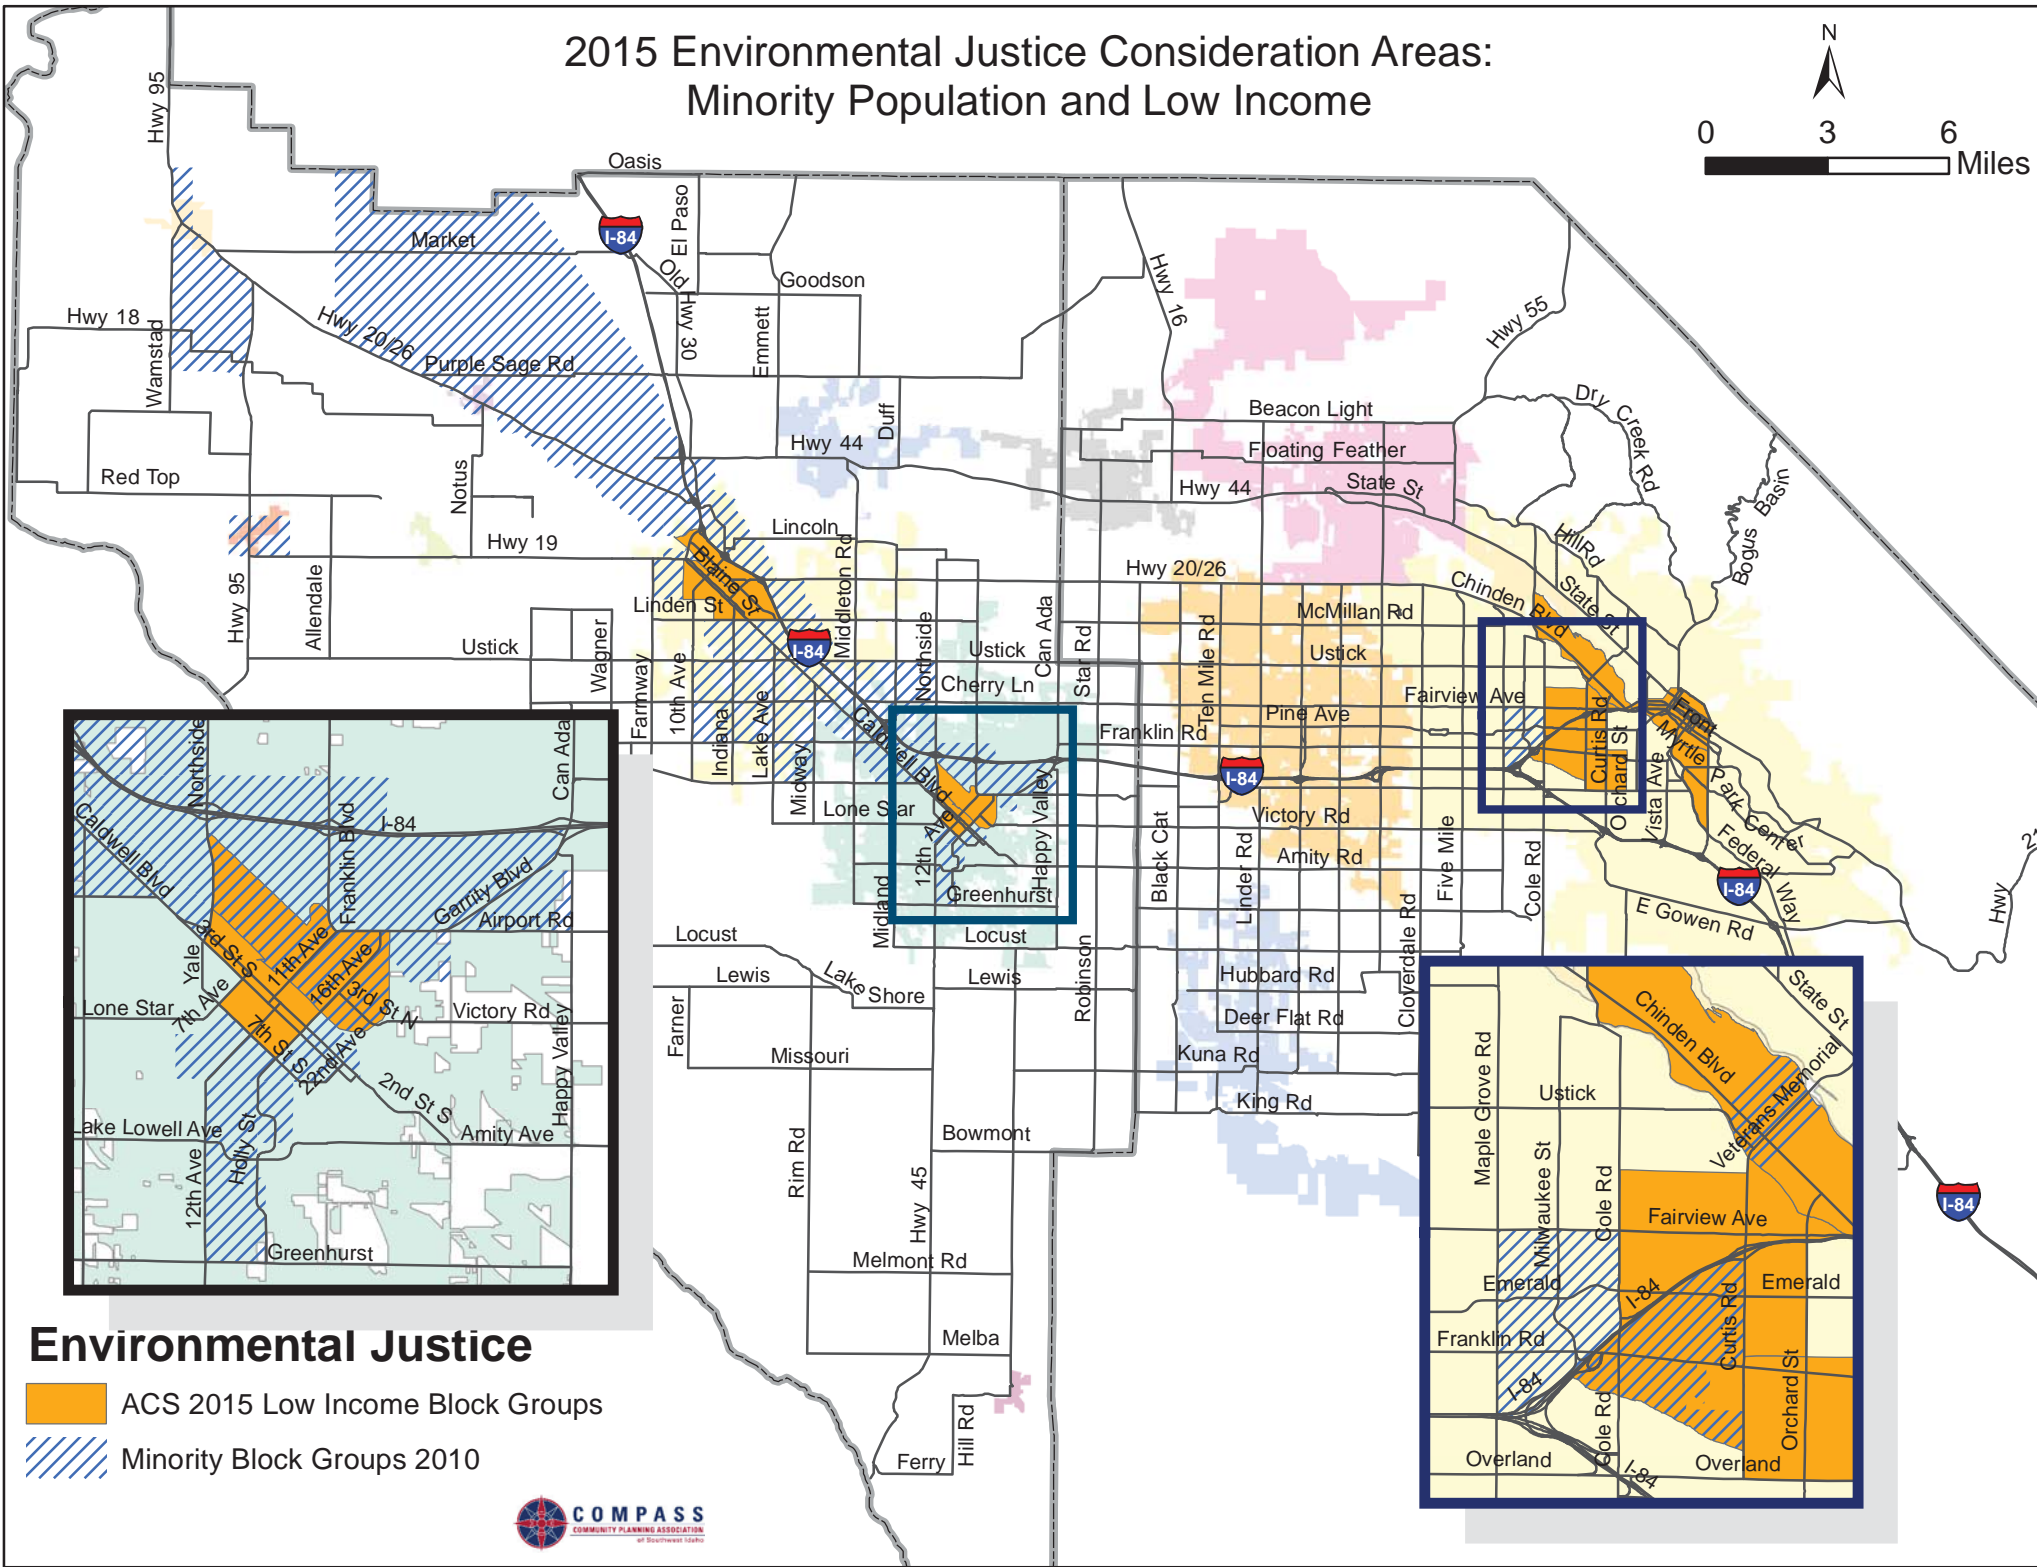 2015 Environmental Justice Consideration Areas:
Minority Population and Low Income
N
0 3 6
Miles
Hwy 95
Oasis
El Paso
I-84
Market
Old Hwy 30
Goodson
Hwy 16
Hwy 55
Hwy 18
Wamstad
Hwy 20/26
Purple Sage Rd
Emmett
Duff
Beacon Light
Dry Creek Rd
Hwy 44
Floating Feather
Red Top
Notus
Hwy 44
State St
Bogus Basin
Lincoln
Hwy 19
Middleton Rd
Hill Rd
Hwy 20/26
Blaine St
Chinden Blvd
State St
Hwy 95
Allendale
Linden St
McMillan Rd
I-84
Ustick
Wagner
Farmway
10th Ave
Northside
Ustick
Can Ada
Star Rd
Ten Mile Rd
Ustick
Cherry Ln
Fairview Ave
Indiana
Lake Ave
Midway
Caldwell Blvd
Franklin Rd
Pine Ave
Curtis Rd
Orchard St
Vista Ave
Front
Myrtle
Park Center
I-84
Lone Star
12th Ave
Happy Valley
Victory Rd
Federal Way
Black Cat
Linder Rd
Amity Rd
Five Mile
Cole Rd
I-84
Midland
Greenhurst
E Gowen Rd
Hwy
Locust
Locust
Robinson
Cloverdale Rd
Lewis
Lake Shore
Lewis
Hubbard Rd
Farner
Deer Flat Rd
Missouri
Kuna Rd
King Rd
Rim Rd
Bowmont
Hwy 45
I-84
Melmont Rd
Melba
Hill Rd
Ferry
Northside
Can Ada
Caldwell Blvd
Franklin Blvd
I-84
Garrity Blvd
Airport Rd
Yale
3rd St S
11th Ave
16th Ave
3rd St N
Lone Star
7th Ave
Victory Rd
7th St S
22nd Ave
Happy Valley
2nd St S
Lake Lowell Ave
Holly St
Amity Ave
12th Ave
Greenhurst
State St
Chinden Blvd
Maple Grove Rd
Ustick
Veterans Memorial
Milwaukee St
Cole Rd
Fairview Ave
Emerald
I-84
Emerald
Franklin Rd
Curtis Rd
Orchard St
I-84
Cole Rd
Overland
I-84
Overland
Environmental Justice
ACS 2015 Low Income Block Groups
Minority Block Groups 2010
COMPASS
COMMUNITY PLANNING ASSOCIATION
of Southwest Idaho